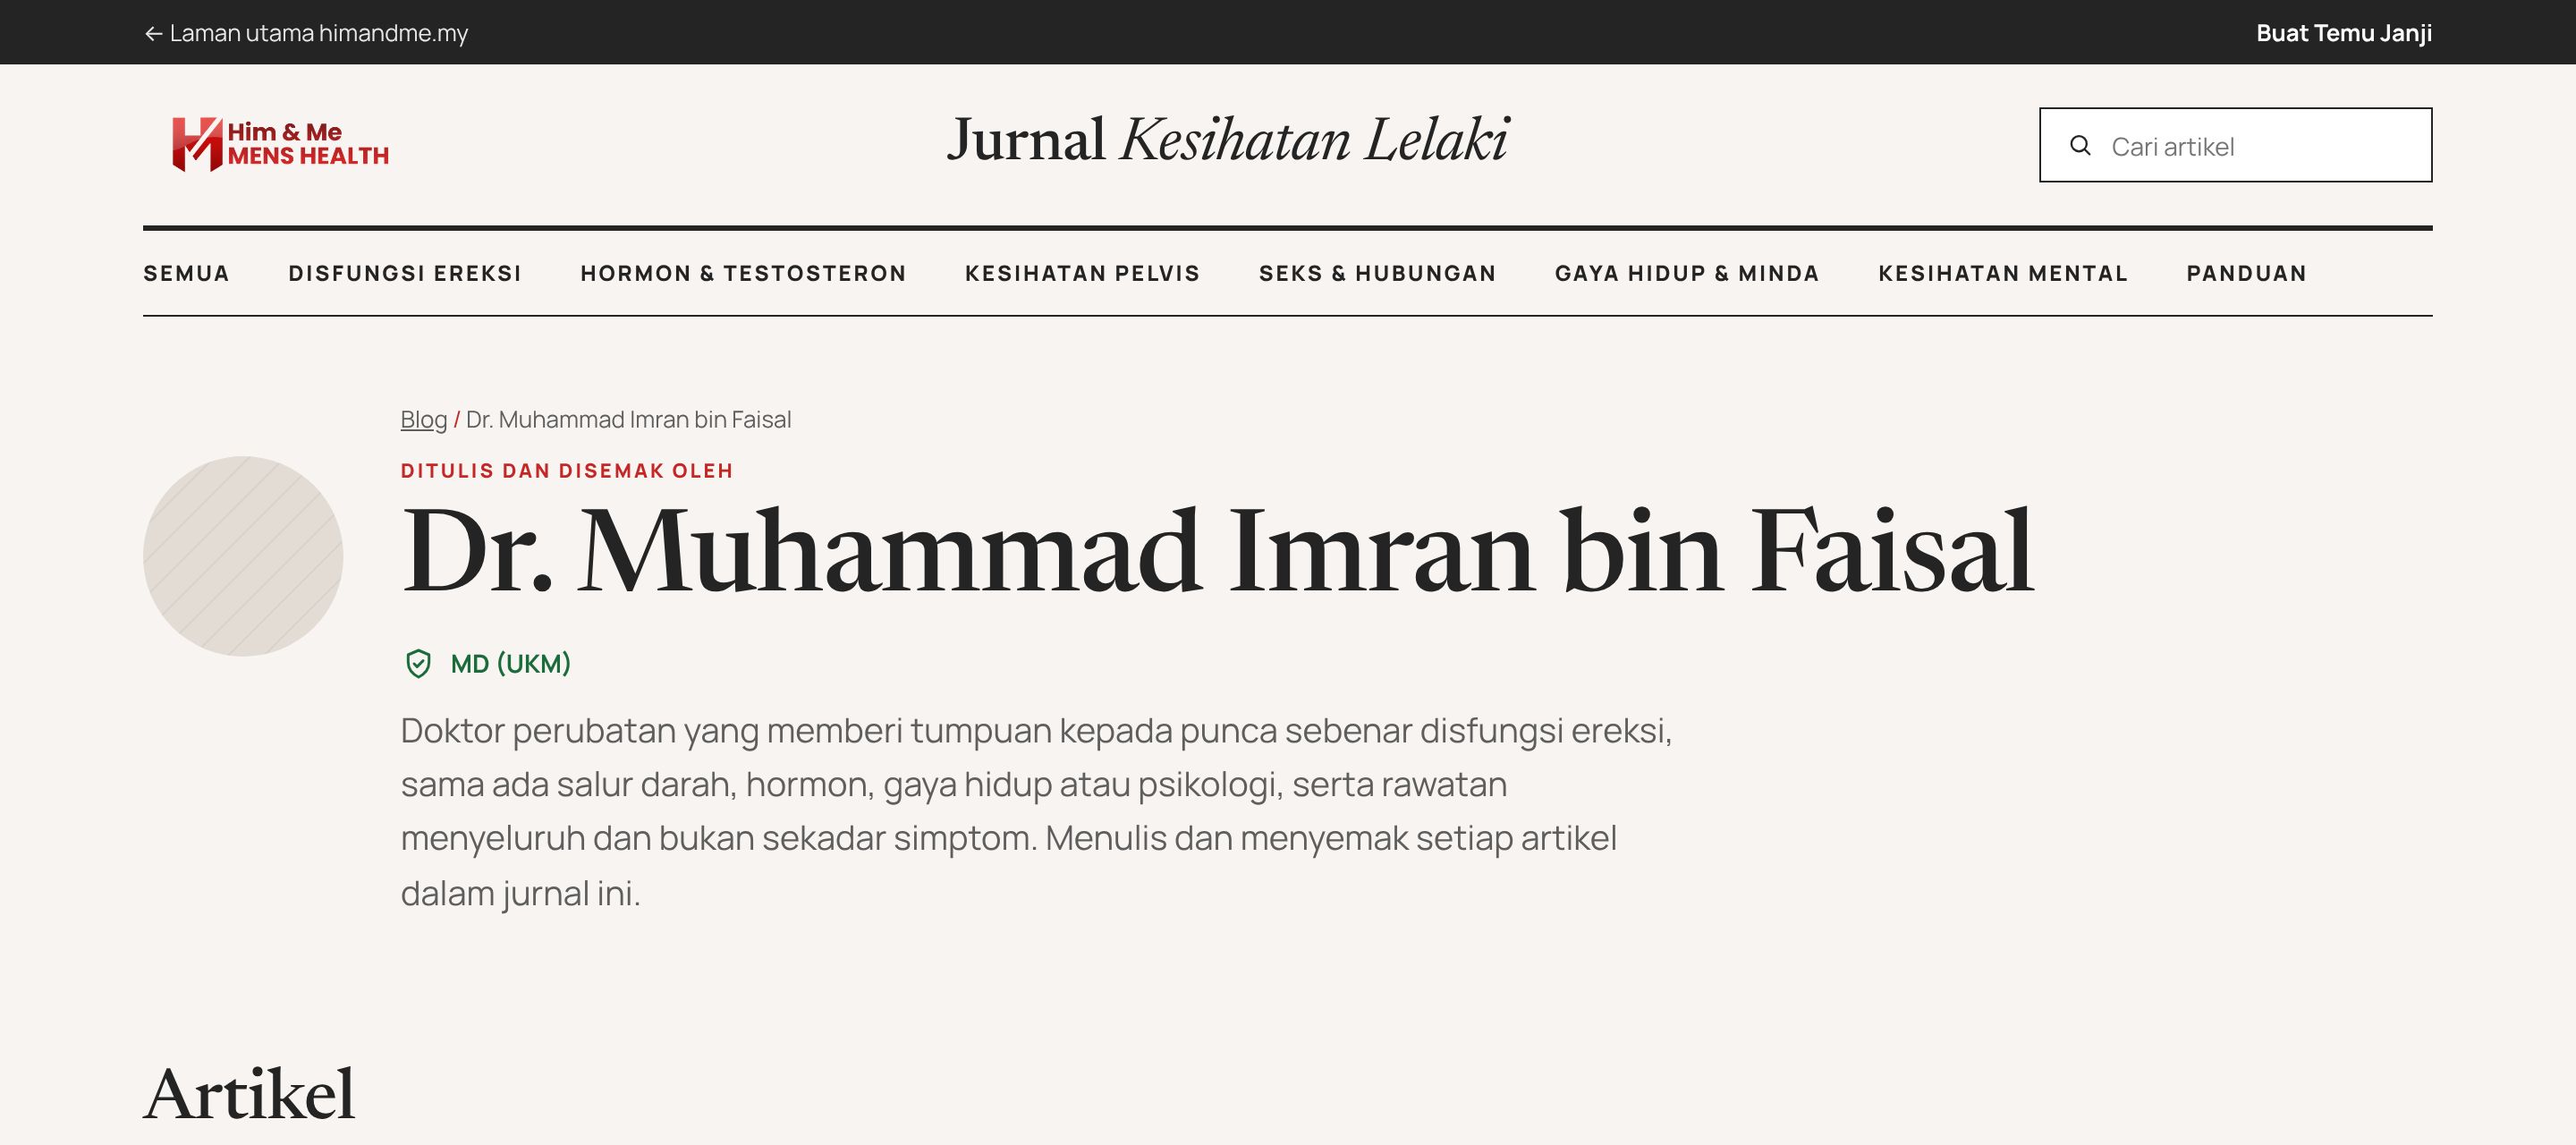 ← Laman utama himandme.my
Buat Temu Janji
Him & Me
MENS HEALTH
Jurnal Kesihatan Lelaki
Cari artikel
SEMUA
DISFUNGSI EREKSI
HORMON & TESTOSTERON
KESIHATAN PELVIS
SEKS & HUBUNGAN
GAYA HIDUP & MINDA
KESIHATAN MENTAL
PANDUAN
Blog / Dr. Muhammad Imran bin Faisal
DITULIS DAN DISEMAK OLEH
Dr. Muhammad Imran bin Faisal
MD (UKM)
Doktor perubatan yang memberi tumpuan kepada punca sebenar disfungsi ereksi,
sama ada salur darah, hormon, gaya hidup atau psikologi, serta rawatan
menyeluruh dan bukan sekadar simptom. Menulis dan menyemak setiap artikel
dalam jurnal ini.
Artikel